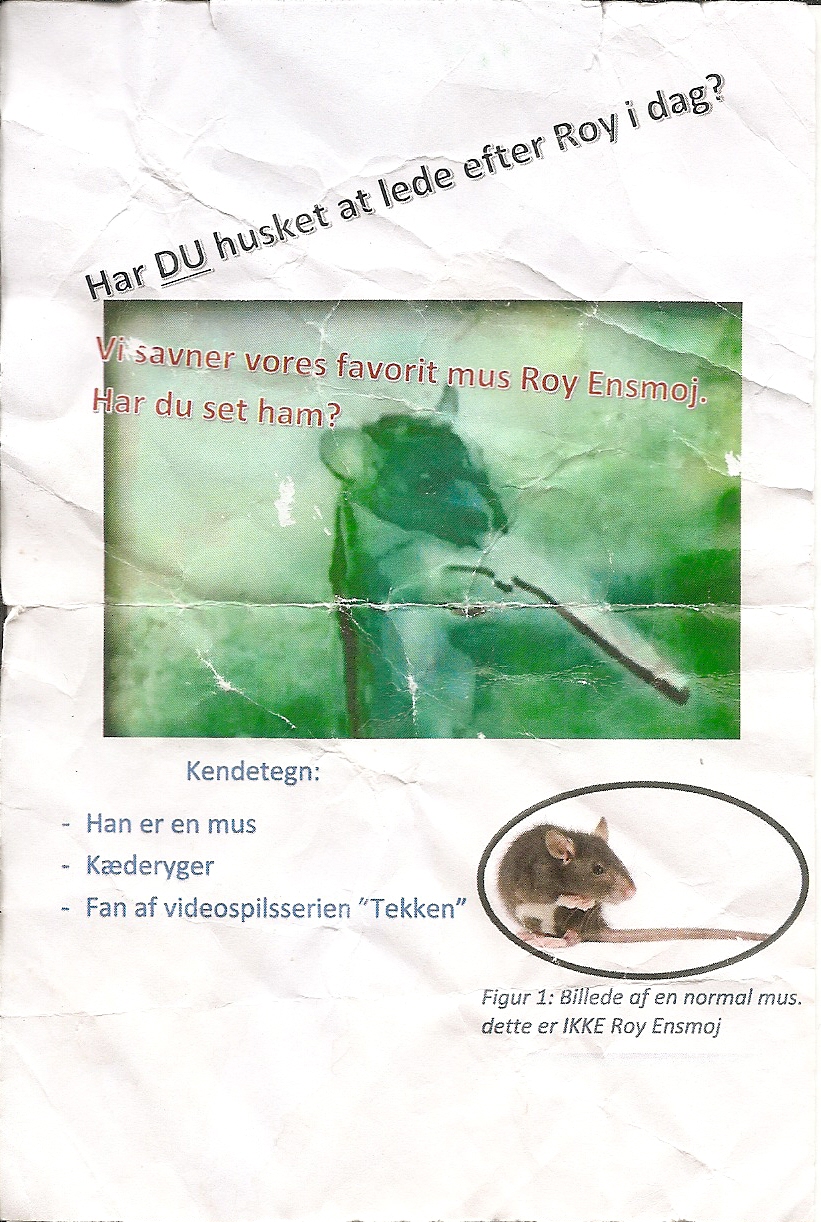 Har DU husket at lede efter Roy i dag?
Vi savner vores favorit mus Roy Ensmoj.
Har du set ham?
Kendetegn:
- Han er en mus
- Kæderyger
- Fan af videospilsserien “Tekken”
Figur 1: Billede af en normal mus.
dette er IKKE Roy Ensmoj